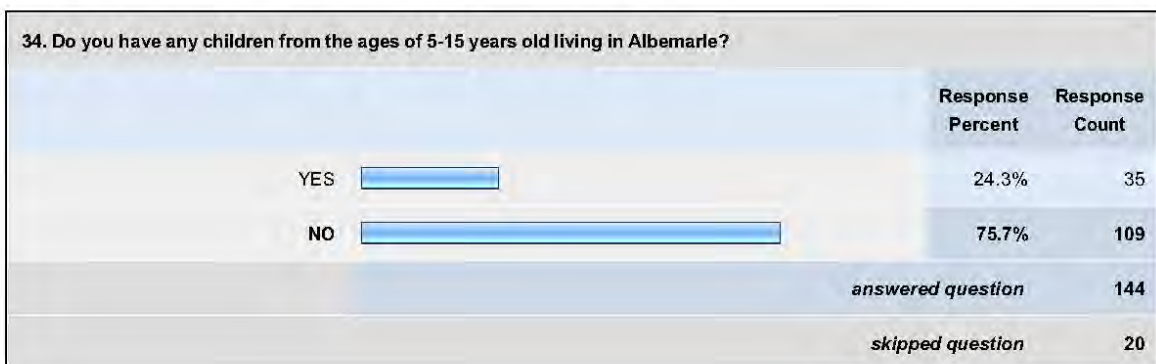 34. Do you have any children from the ages of 5-15 years old living in Albemarle?
Response Percent
Response Count
YES 24.3% 35
NO 75.7% 109
answered question 144
skipped question 20